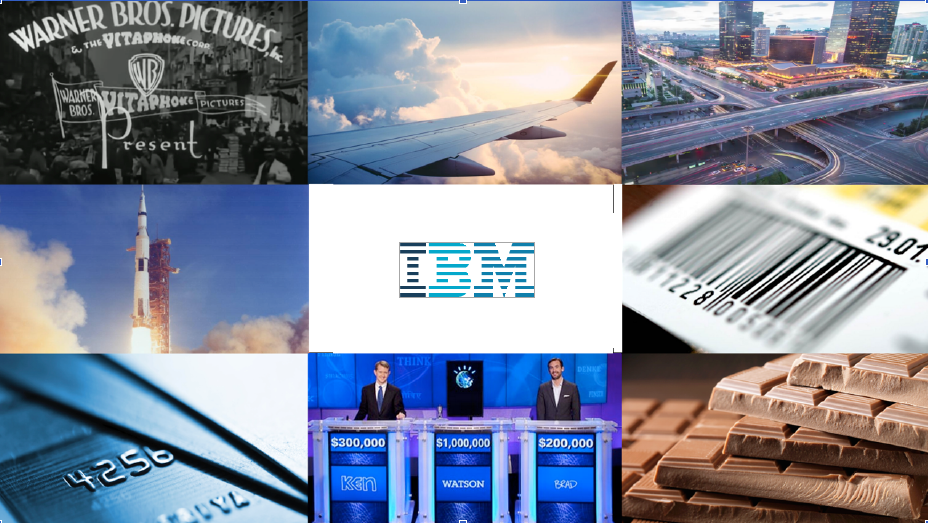 WARNER BROS. PICTURES, Inc.
& THE VITAPHONE CORP.
WB
WARNER BROS.
VITAPHONE PICTURES
Present
IBM
29.01
4256
THINK
$300,000
$1,000,000
$200,000
Ken
WATSON
BRAD